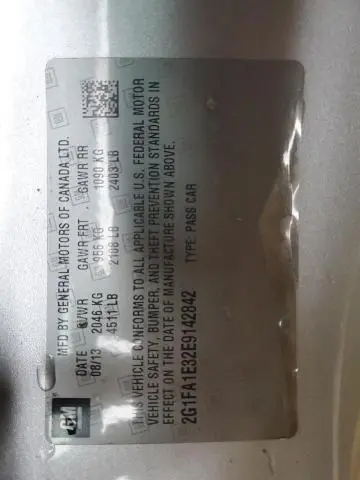 GM
MFD BY GENERAL MOTORS OF CANADA LTD.
DATE GVWR GAWR FRT GAWR RR
08/13 2046 KG 956 KG 1090 KG
4511 LB 2108 LB 2403 LB
THIS VEHICLE CONFORMS TO ALL APPLICABLE U.S. FEDERAL MOTOR
VEHICLE SAFETY, BUMPER, AND THEFT PREVENTION STANDARDS IN
EFFECT ON THE DATE OF MANUFACTURE SHOWN ABOVE.
2G1FA1E32E9142842 TYPE: PASS CAR